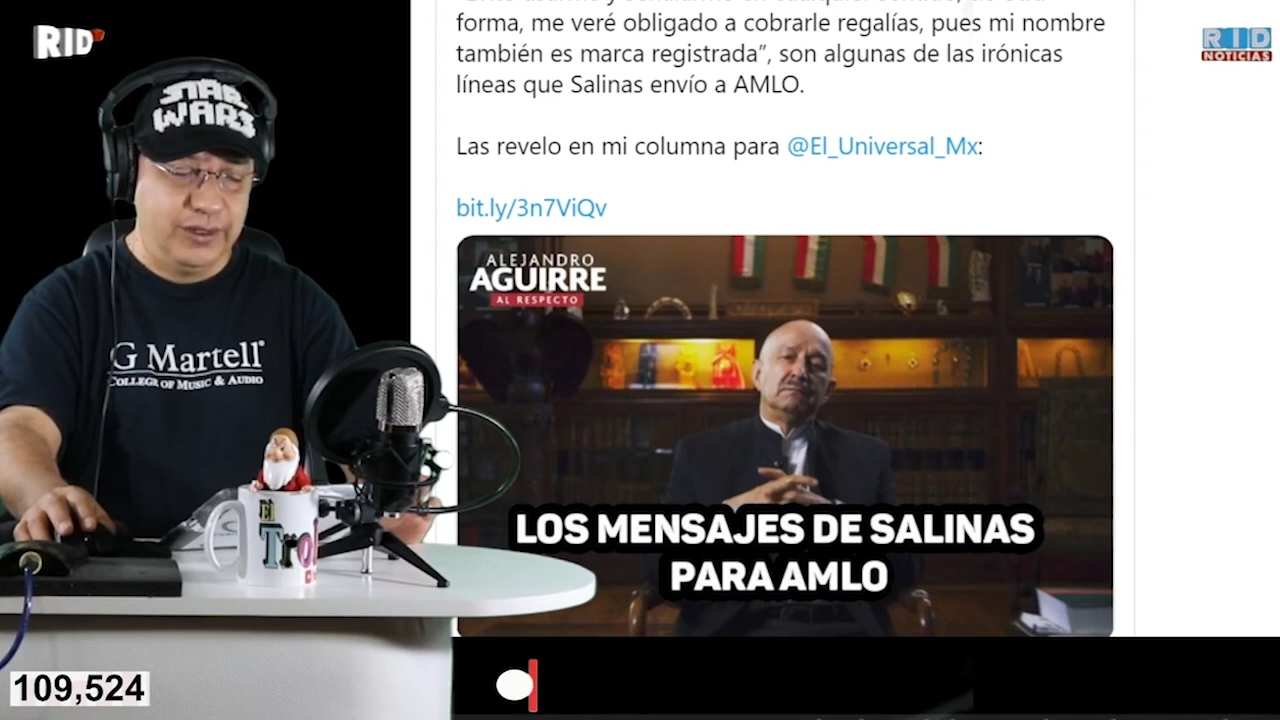 RID
RID
NOTICIAS
forma, me veré obligado a cobrarle regalías, pues mi nombre
también es marca registrada”, son algunas de las irónicas
líneas que Salinas envío a AMLO.
Las revelo en mi columna para @El_Universal_Mx:
bit.ly/3n7ViQv
STAR
WARS
ALEJANDRO
AGUIRRE
AL RESPECTO
G Martell
COLLEGE OF MUSIC & AUDIO
LOS MENSAJES DE SALINAS
PARA AMLO
El
109,524